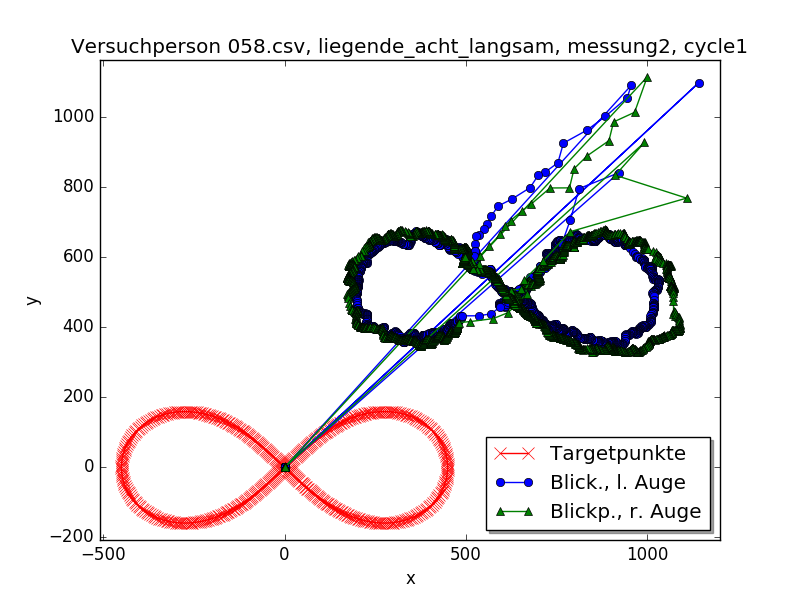 Versuchperson 058.csv, liegende_acht_langsam, messung2, cycle1
1000
800
600
400
200
0
−200
y
−500
0
500
1000
x
Targetpunkte
Blick., l. Auge
Blickp., r. Auge